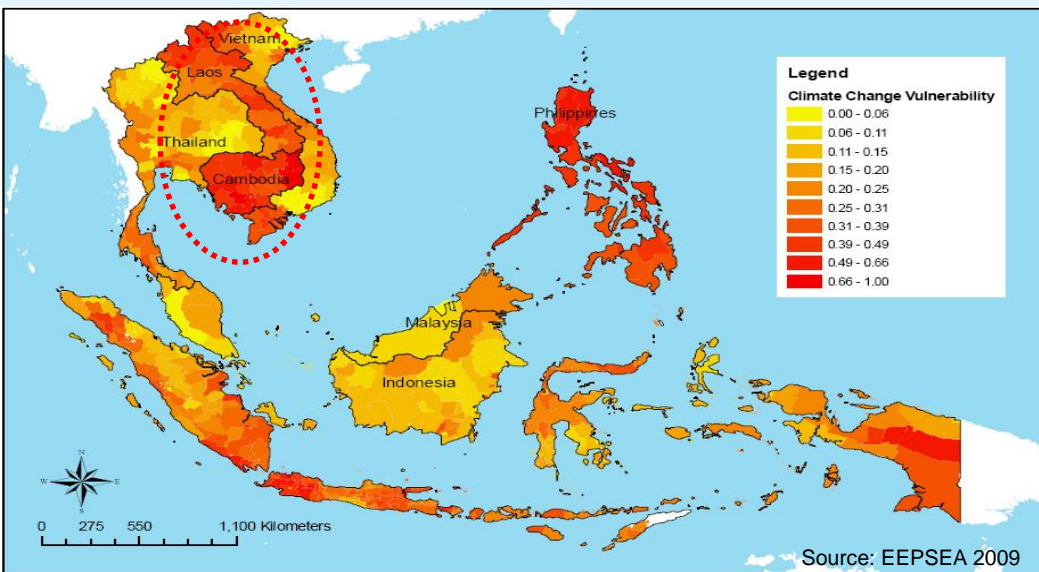 Vietnam
Laos
Thailand
Cambodia
Philippines
Malaysia
Indonesia
Legend
Climate Change Vulnerability
0.00 - 0.06
0.06 - 0.11
0.11 - 0.15
0.15 - 0.20
0.20 - 0.25
0.25 - 0.31
0.31 - 0.39
0.39 - 0.49
0.49 - 0.66
0.66 - 1.00
N
W E
S
0 275 550 1,100 Kilometers
Source: EEPSEA 2009